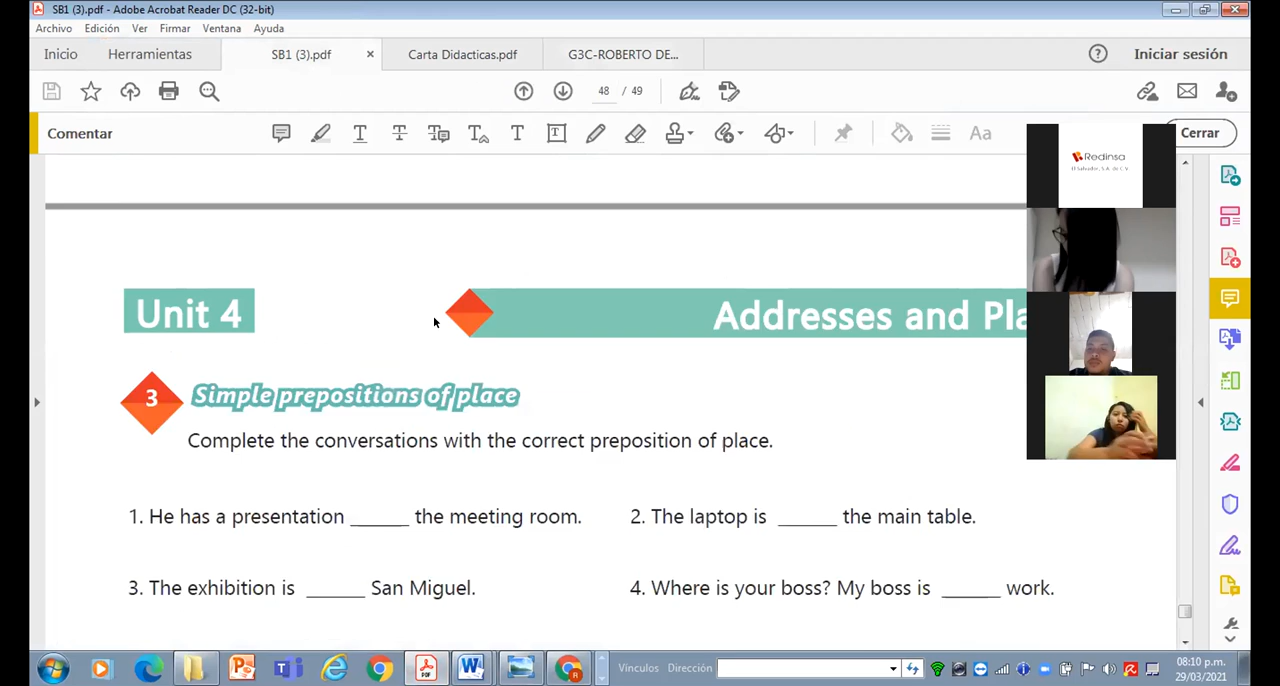 SB1 (3).pdf - Adobe Acrobat Reader DC (32-bit)
Archivo Edición Ver Firmar Ventana Ayuda
Inicio Herramientas SB1 (3).pdf × Carta Didacticas.pdf G3C-ROBERTO DE... ? Iniciar sesión
48 / 49
Comentar Aa Cerrar
Redinsa
El Salvador, S.A. de C.V.
Unit 4 Addresses and Pla
3 Simple prepositions of place
Complete the conversations with the correct preposition of place.
1. He has a presentation ______ the meeting room. 2. The laptop is ______ the main table.
3. The exhibition is ______ San Miguel. 4. Where is your boss? My boss is ______ work.
Vínculos Dirección 08:10 p.m.
29/03/2021